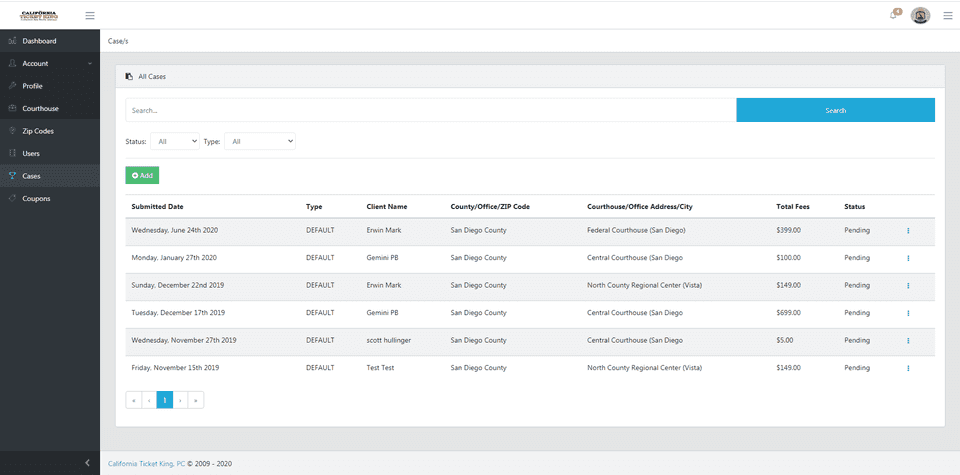 CALIFORNIA
TICKET KING
4
Dashboard
Account
Profile
Courthouse
Zip Codes
Users
Cases
Coupons
Case/s
All Cases
Search...
Search
Status: All Type: All
Add
Submitted Date Type Client Name County/Office/ZIP Code Courthouse/Office Address/City Total Fees Status
Wednesday, June 24th 2020 DEFAULT Erwin Mark San Diego County Federal Courthouse (San Diego) $399.00 Pending
Monday, January 27th 2020 DEFAULT Gemini PB San Diego County Central Courthouse (San Diego $100.00 Pending
Sunday, December 22nd 2019 DEFAULT Erwin Mark San Diego County North County Regional Center (Vista) $149.00 Pending
Tuesday, December 17th 2019 DEFAULT Gemini PB San Diego County Central Courthouse (San Diego $699.00 Pending
Wednesday, November 27th 2019 DEFAULT scott hullinger San Diego County Central Courthouse (San Diego $5.00 Pending
Friday, November 15th 2019 DEFAULT Test Test San Diego County North County Regional Center (Vista) $149.00 Pending
« ‹ 1 › »
California Ticket King, PC © 2009 - 2020